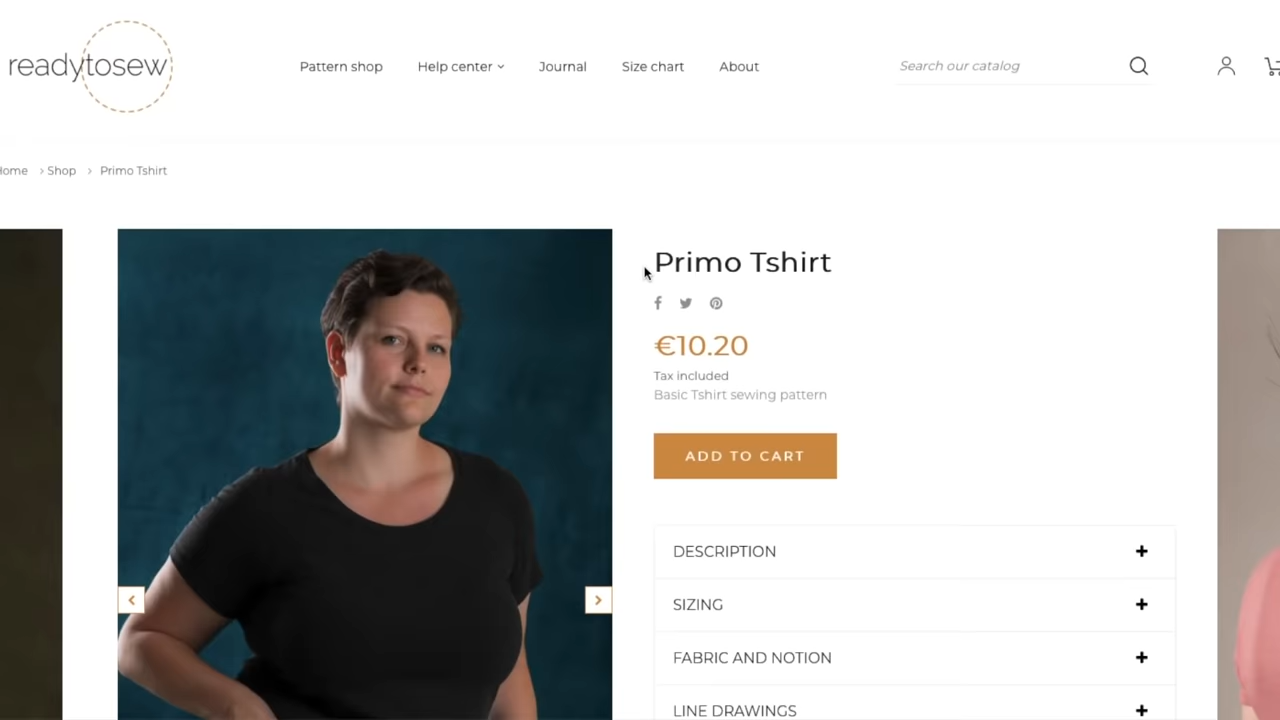 readytosew
Pattern shop
Help center
Journal
Size chart
About
Search our catalog
Home
Shop
Primo Tshirt
Primo Tshirt
€10.20
Tax included
Basic Tshirt sewing pattern
ADD TO CART
DESCRIPTION
SIZING
FABRIC AND NOTION
LINE DRAWINGS